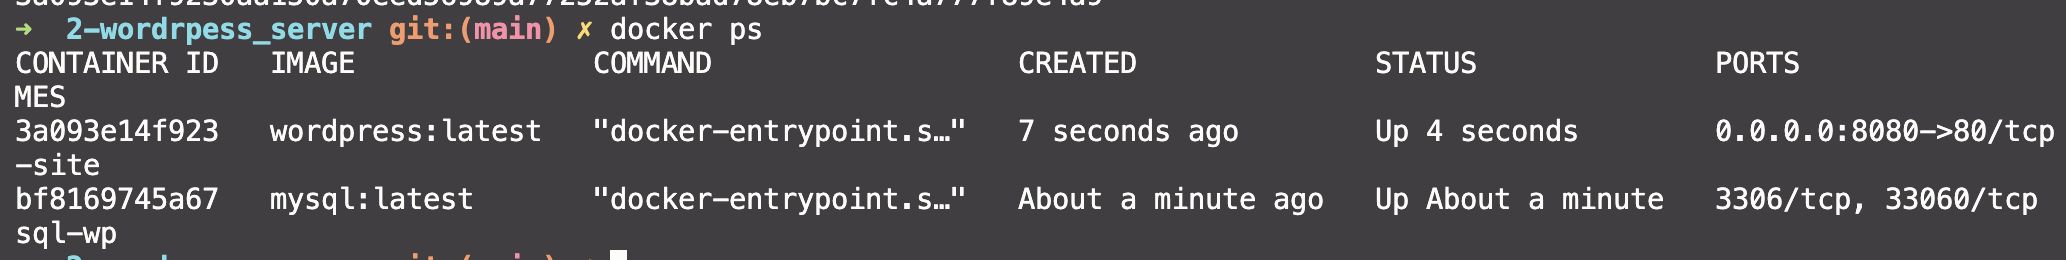 ➜  2-wordrpess_server git:(main) ✗ docker ps
CONTAINER ID   IMAGE              COMMAND                  CREATED              STATUS              PORTS
MES
3a093e14f923   wordpress:latest   "docker-entrypoint.s…"   7 seconds ago        Up 4 seconds        0.0.0.0:8080->80/tcp
-site
bf8169745a67   mysql:latest       "docker-entrypoint.s…"   About a minute ago   Up About a minute   3306/tcp, 33060/tcp
sql-wp